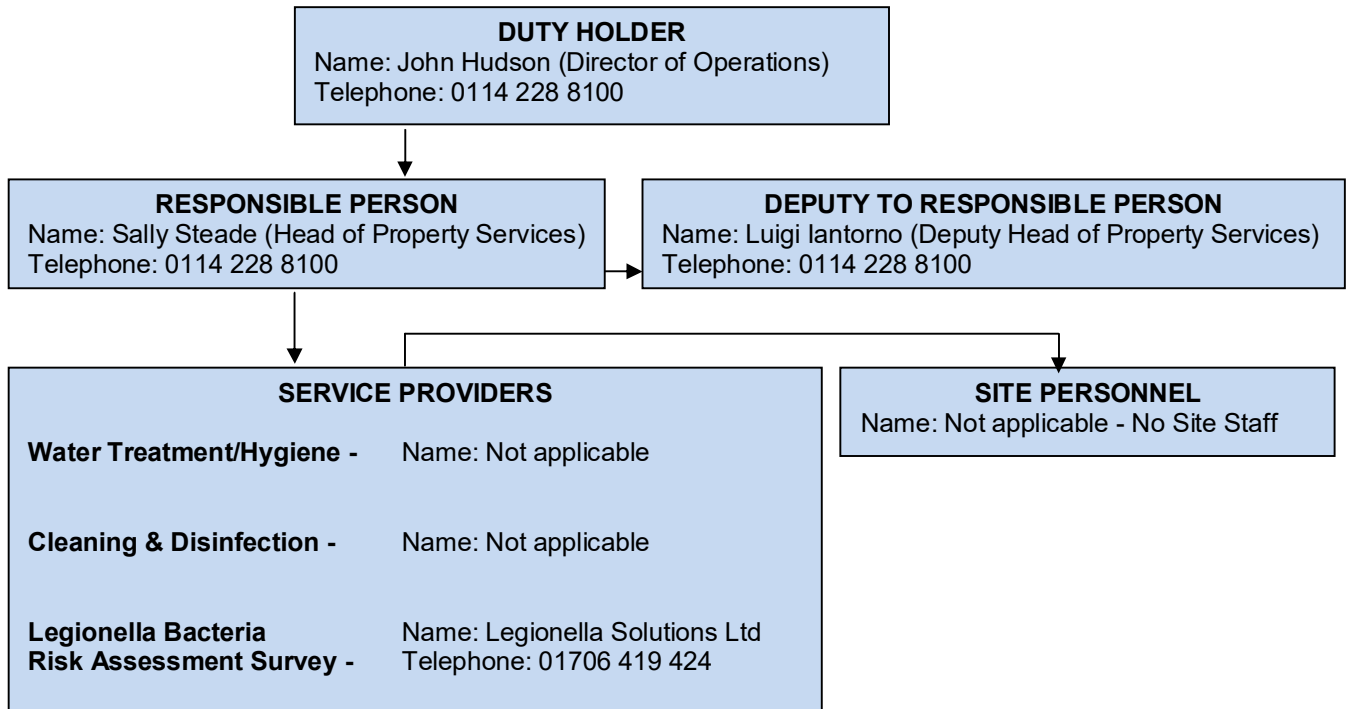 DUTY HOLDER
Name: John Hudson (Director of Operations)
Telephone: 0114 228 8100
RESPONSIBLE PERSON
Name: Sally Steade (Head of Property Services)
Telephone: 0114 228 8100
DEPUTY TO RESPONSIBLE PERSON
Name: Luigi Iantorno (Deputy Head of Property Services)
Telephone: 0114 228 8100
SERVICE PROVIDERS
Water Treatment/Hygiene - Name: Not applicable
Cleaning & Disinfection - Name: Not applicable
Legionella Bacteria Name: Legionella Solutions Ltd
Risk Assessment Survey - Telephone: 01706 419 424
SITE PERSONNEL
Name: Not applicable - No Site Staff